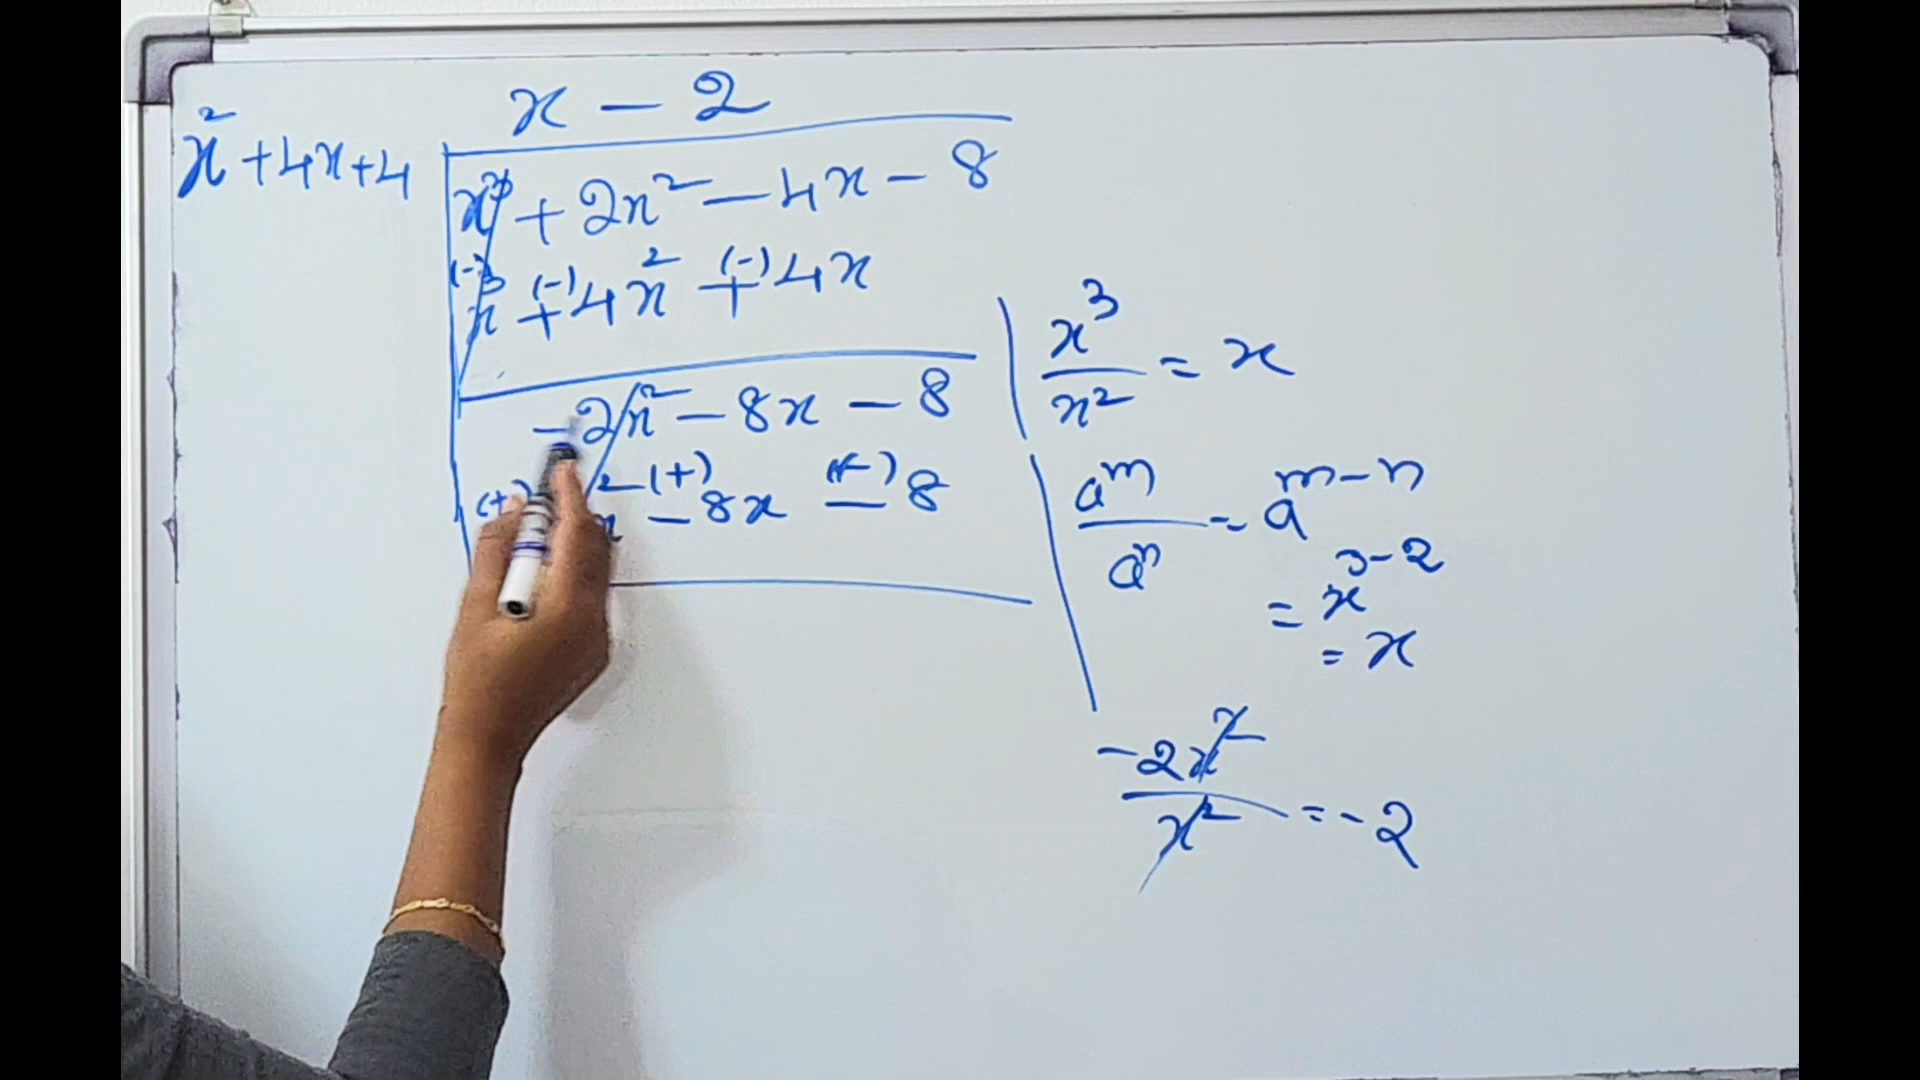 x - 2
x² + 4x + 4
x³ + 2x² - 4x - 8
(-) (-) (-)
x³ + 4x² + 4x
-2x² - 8x - 8
(+) (+) (+)
x² - 8x - 8
x³/x² = x
aᵐ/aⁿ = aᵐ⁻ⁿ
= x³⁻²
= x
-2x²/x² = -2